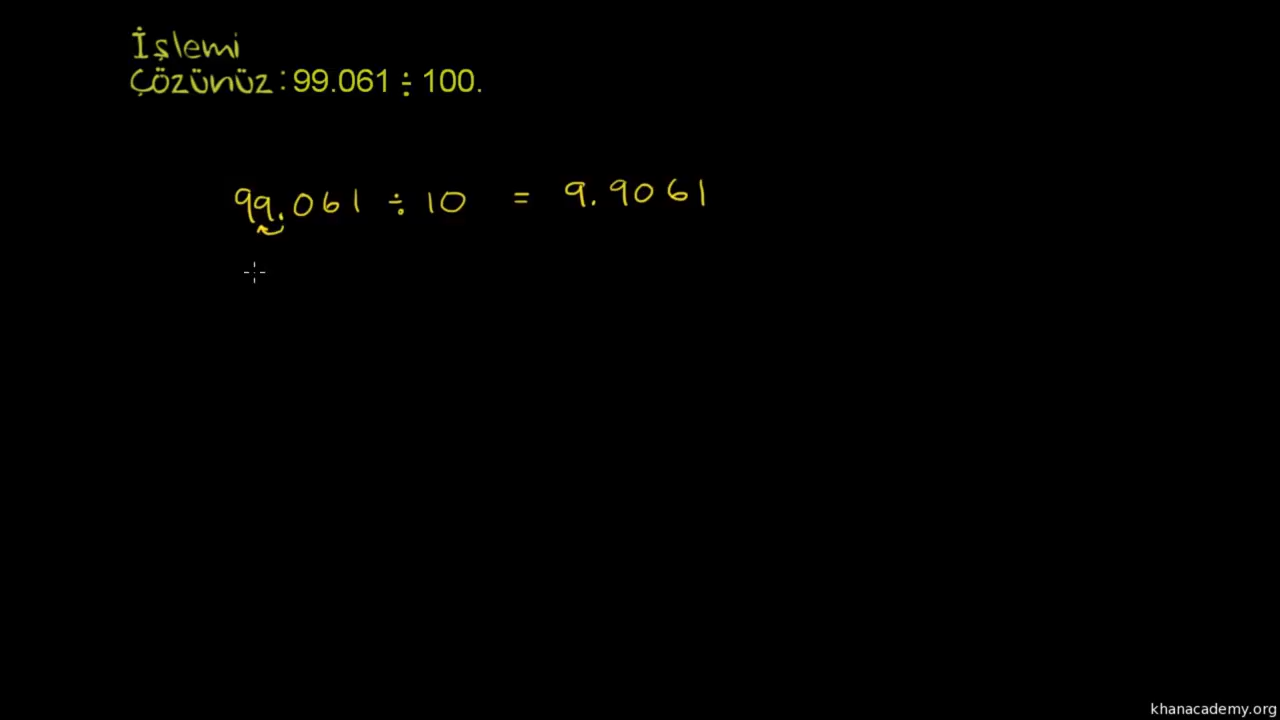 İşlemi
Çözünüz: 99.061 ÷ 100.
99.061 ÷ 10 = 9.9061
khanacademy.org